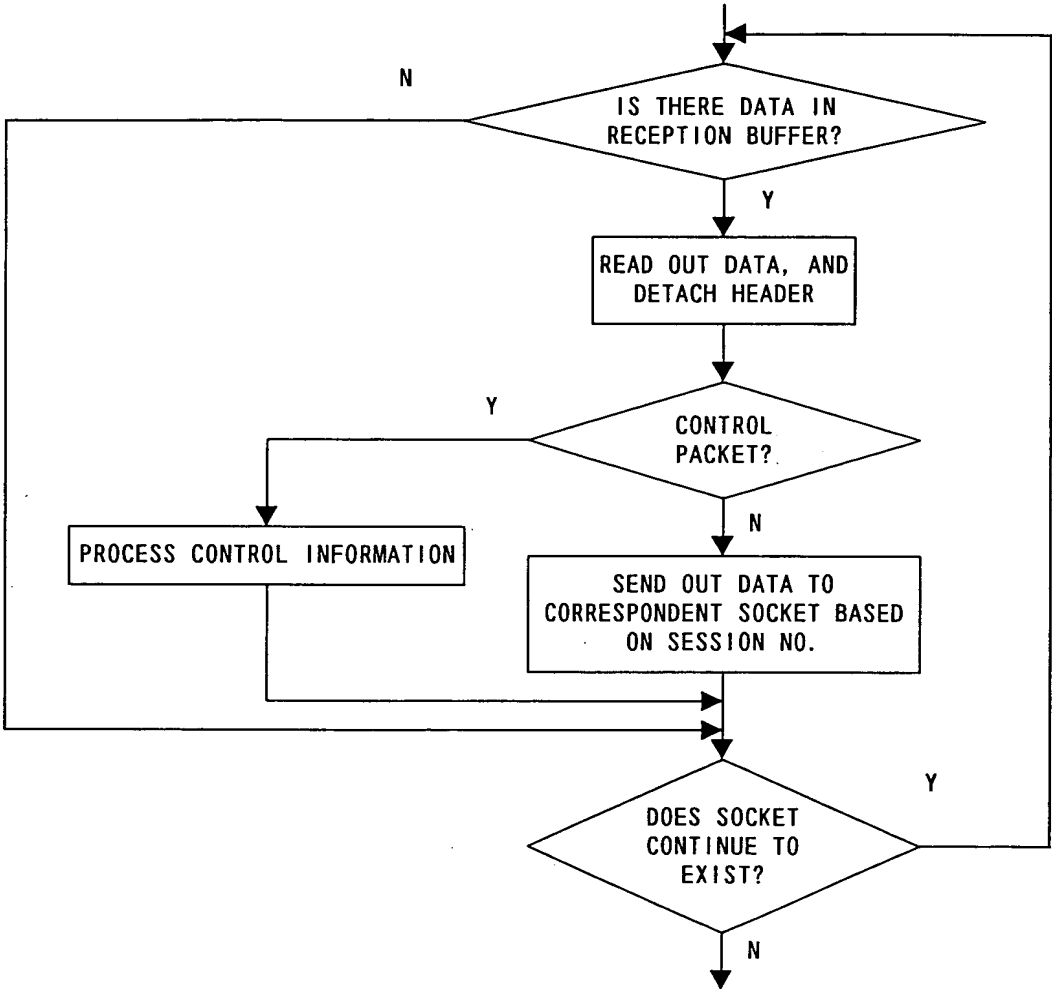 N
IS THERE DATA IN
RECEPTION BUFFER?
Y
READ OUT DATA, AND
DETACH HEADER
Y
CONTROL
PACKET?
N
PROCESS CONTROL INFORMATION
SEND OUT DATA TO
CORRESPONDENT SOCKET BASED
ON SESSION NO.
Y
DOES SOCKET
CONTINUE TO
EXIST?
N